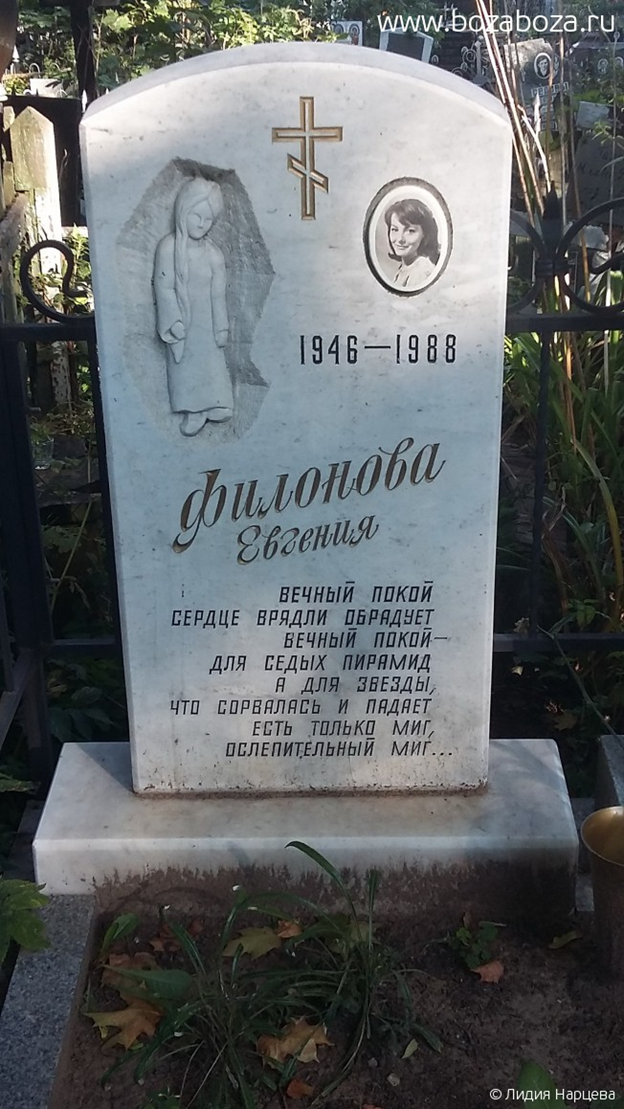 www.bozaboza.ru
1946—1988
Филонова
Евгения
ВЕЧНЫЙ ПОКОЙ
СЕРДЦЕ ВРЯДЛИ ОБРАДУЕТ
ВЕЧНЫЙ ПОКОЙ—
ДЛЯ СЕДЫХ ПИРАМИД
А ДЛЯ ЗВЕЗДЫ,
ЧТО СОРВАЛАСЬ И ПАДАЕТ
ЕСТЬ ТОЛЬКО МИГ,
ОСЛЕПИТЕЛЬНЫЙ МИГ...
© Лидия Нарцева